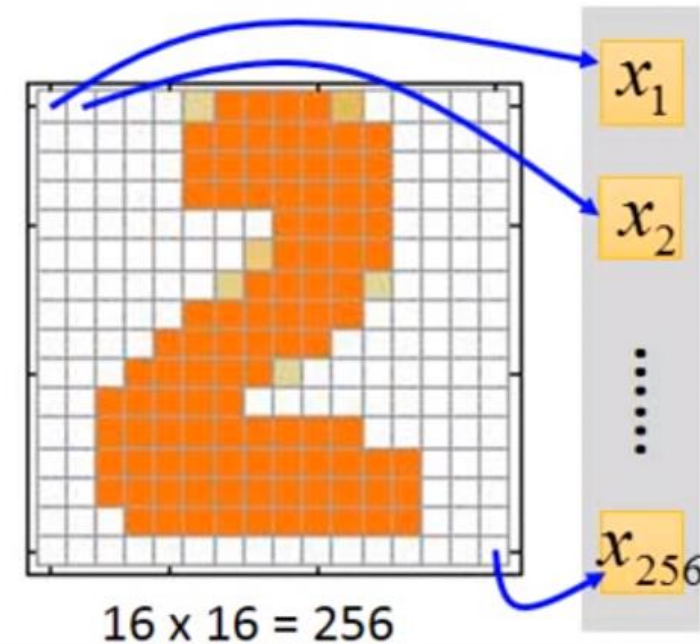 x₁
x₂
......
x₂₅₆
16 x 16 = 256